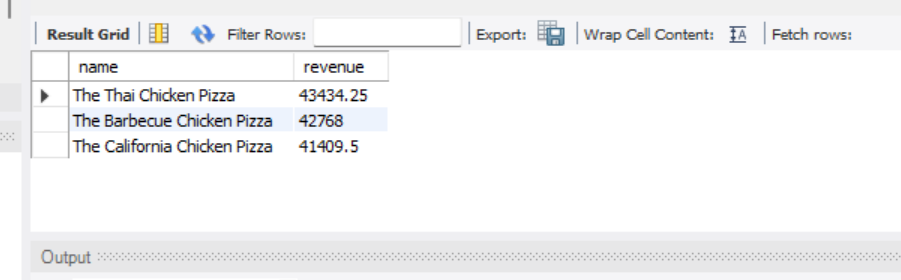 Result Grid Filter Rows: Export: Wrap Cell Content: IA Fetch rows:
name revenue
The Thai Chicken Pizza 43434.25
The Barbecue Chicken Pizza 42768
The California Chicken Pizza 41409.5
Output